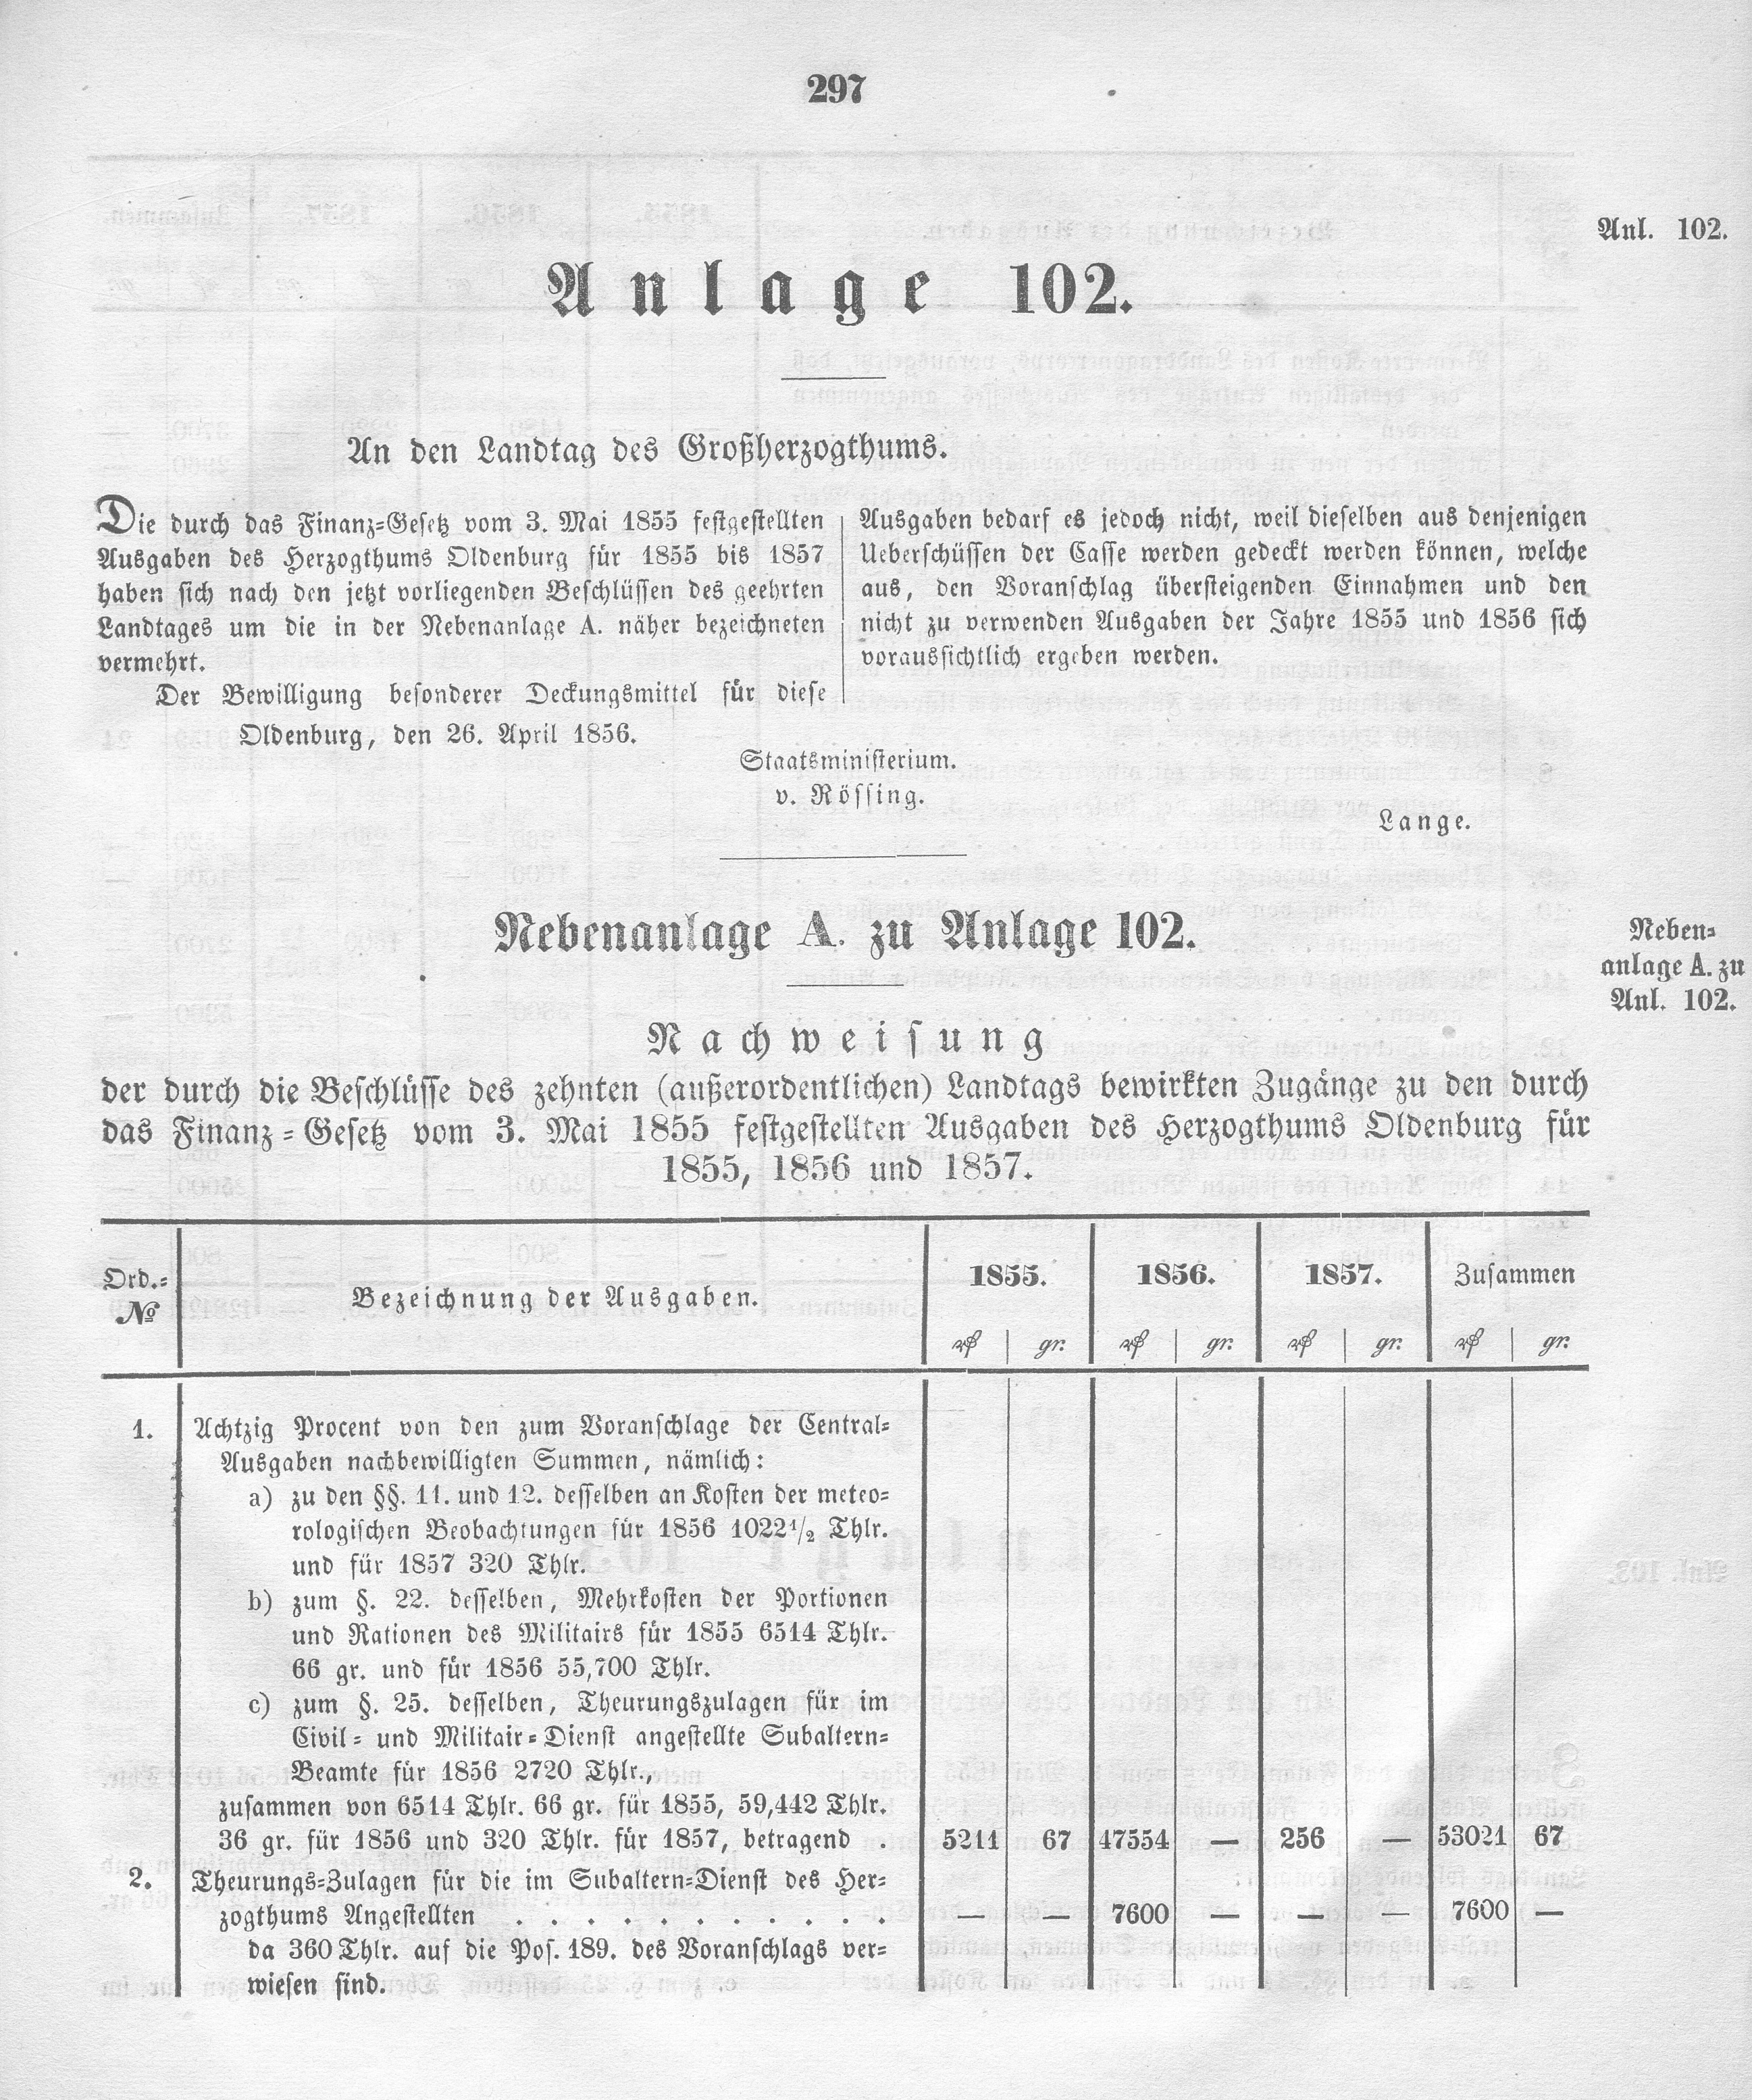 297
Anl. 102.
Anlage 102.
An den Landtag des Großherzogthums.
Die durch das Finanz-Gesetz vom 3. Mai 1855 festgestellten
Ausgaben des Herzogthums Oldenburg für 1855 bis 1857
haben sich nach den jetzt vorliegenden Beschlüssen des geehrten
Landtages um die in der Nebenanlage A. näher bezeichneten
vermehrt.
Der Bewilligung besonderer Deckungsmittel für diese
Ausgaben bedarf es jedoch nicht, weil dieselben aus denjenigen
Ueberschüssen der Casse werden gedeckt werden können, welche
aus, den Voranschlag übersteigenden Einnahmen und den
nicht zu verwenden Ausgaben der Jahre 1855 und 1856 sich
voraussichtlich ergeben werden.
Oldenburg, den 26. April 1856.
Staatsministerium.
v. Rössing.
Lange.
Nebenanlage A. zu Anlage 102.
Neben-
anlage A. zu
Anl. 102.
Nachweisung
der durch die Beschlüsse des zehnten (außerordentlichen) Landtags bewirkten Zugänge zu den durch
das Finanz-Gesetz vom 3. Mai 1855 festgestellten Ausgaben des Herzogthums Oldenburg für
1855, 1856 und 1857.
Ord.- № Bezeichnung der Ausgaben. 1855. 1856. 1857. Zusammen
₰ gr. ₰ gr. ₰ gr. ₰ gr.
1. Achtzig Procent von den zum Voranschlage der Central-
Ausgaben nachbewilligten Summen, nämlich:
a) zu den §§. 11. und 12. desselben an Kosten der meteo-
rologischen Beobachtungen für 1856 1022 1/2 Thlr.
und für 1857 320 Thlr.
b) zum §. 22. desselben, Mehrkosten der Portionen
und Rationen des Militairs für 1855 6514 Thlr.
66 gr. und für 1856 55,700 Thlr.
c) zum §. 25. desselben, Theurungszulagen für im
Civil- und Militair-Dienst angestellte Subaltern-
Beamte für 1856 2720 Thlr.,
zusammen von 6514 Thlr. 66 gr. für 1855, 59,442 Thlr.
36 gr. für 1856 und 320 Thlr. für 1857, betragend . 5211 67 47554 — 256 — 53021 67
2. Theurungs-Zulagen für die im Subaltern-Dienst des Her-
zogthums Angestellten . . . . . . . . . . . — — 7600 — — — 7600 —
da 360 Thlr. auf die Pos. 189. des Voranschlags ver-
wiesen sind.